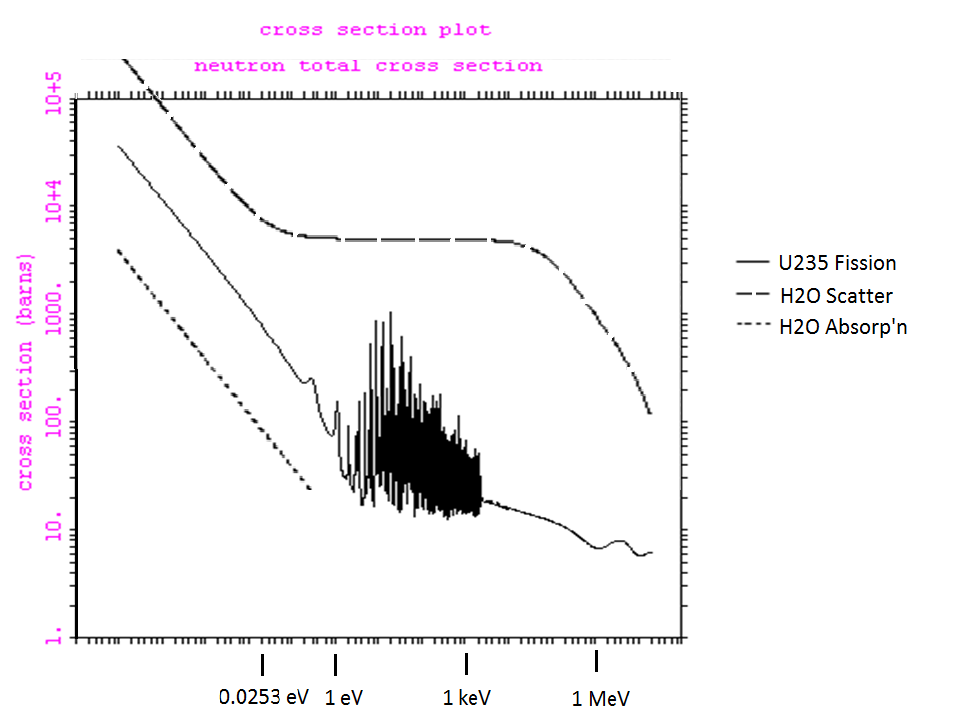 cross section plot
neutron total cross section
cross section (barns)
10+5
10+4
1000.
100.
10.
1.
0.0253 eV
1 eV
1 keV
1 MeV
U235 Fission
H2O Scatter
H2O Absorp'n